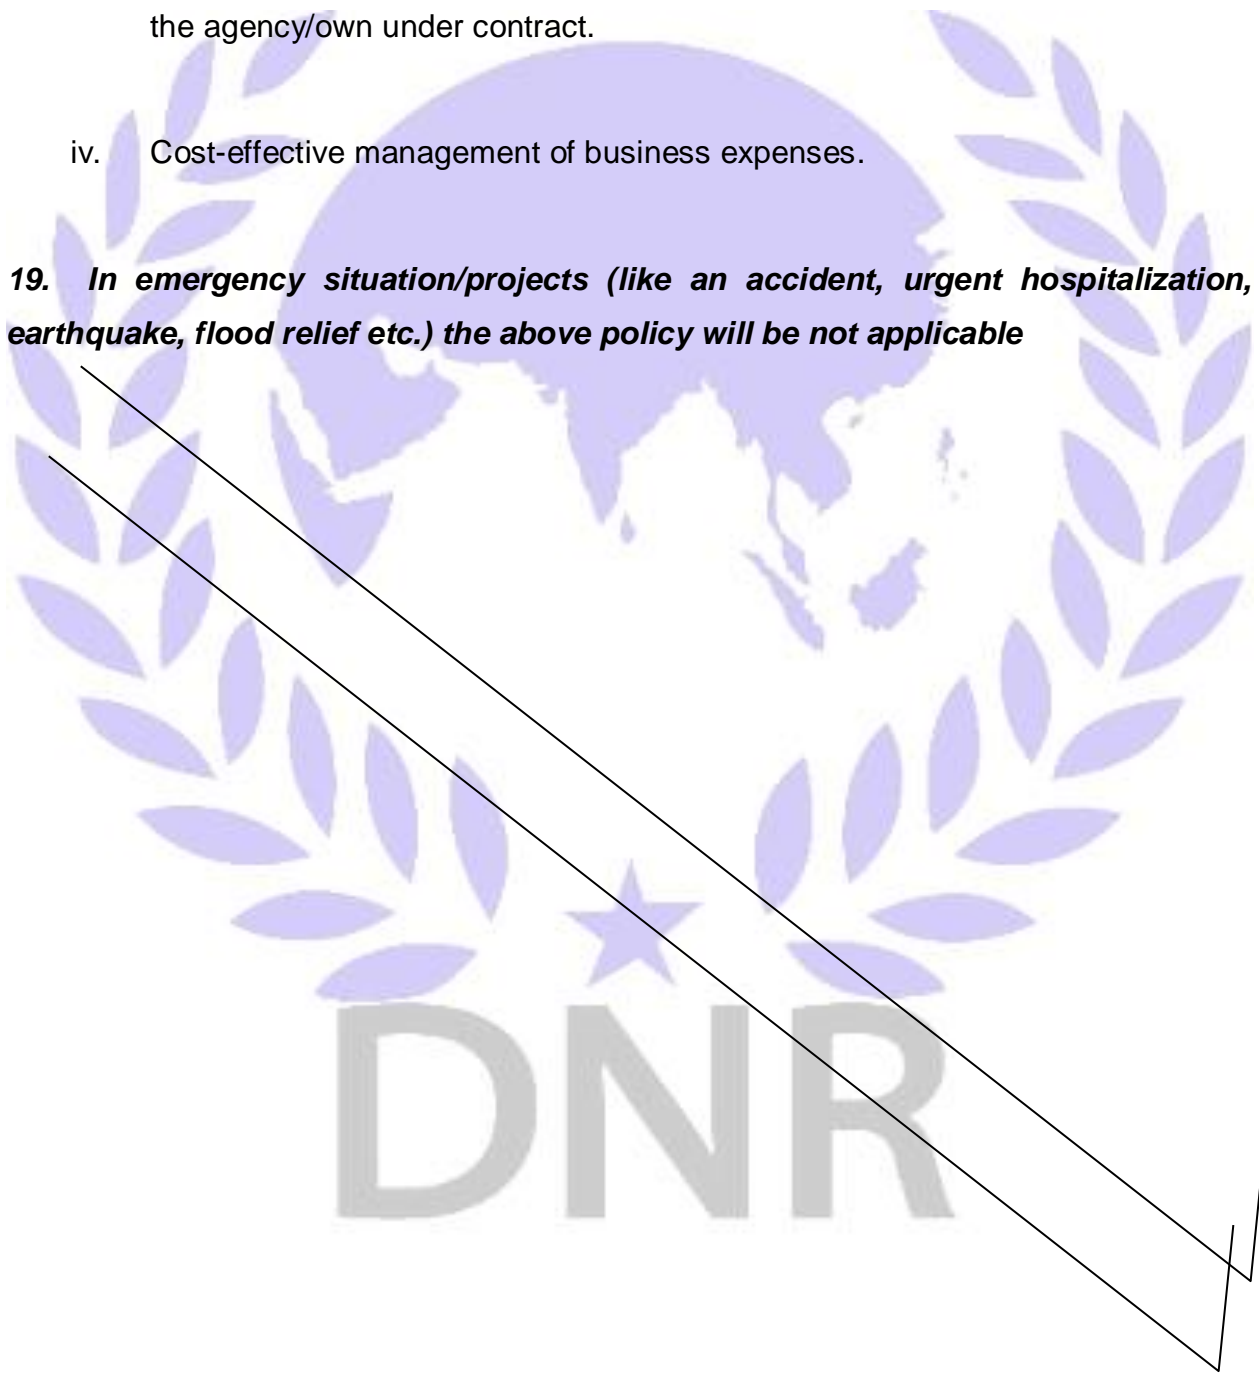 the agency/own under contract.
iv. Cost-effective management of business expenses.
19. In emergency situation/projects (like an accident, urgent hospitalization,
earthquake, flood relief etc.) the above policy will be not applicable
DNR